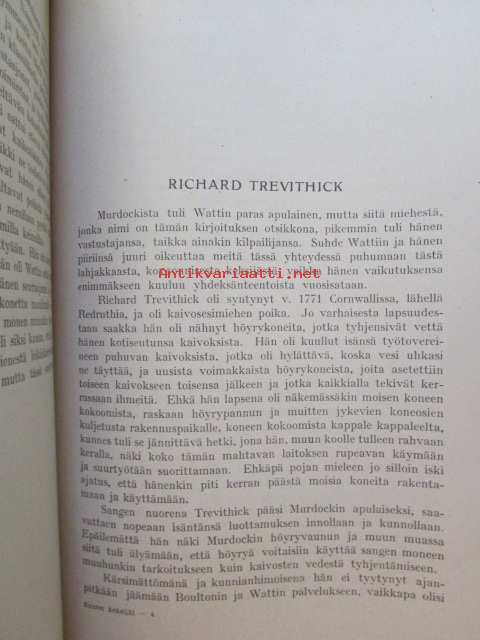 RICHARD TREVITHICK
Murdockista tuli Wattin paras apulainen, mutta siitä miehestä,
jonka nimi on tämän kirjoituksen otsikkona, pikemmin tuli hänen
vastustajansa, taikka ainakin kilpailijansa. Suhde Wattiin ja hänen
piiriinsä juuri oikeuttaa meitä tässä yhteydessä puhumaan tästä
lahjakkaasta, keksijästä, vaikka hänen vaikutuksensa
Antikvariaatti.net
enimmäkseen kuuluu yhdeksänteentoista vuosisataan.
Richard Trevithick oli syntynyt v. 1771 Cornwallissa, lähellä
Redruthia, ja oli kaivosesimiehen poika. Jo varhaisesta lapsuudes-
taan saakka hän oli nähnyt höyrykoneita, jotka tyhjensivät vettä
hänen kotiseutunsa kaivoksista. Hän oli kuullut isänsä työtoverei-
neen puhuvan kaivoksista, jotka oli hylättävä, koska vesi uhkasi
ne täyttää, ja uusista voimakkaista höyrykoneista, joita asetettiin
toiseen kaivokseen toisensa jälkeen ja jotka kaikkialla tekivät ker-
rassaan ihmeitä. Ehkä hän lapsena oli näkemässäkin moisen koneen
kokoomista, raskaan höyrypannun ja muitten jykevien koneosien
kuljetusta rakennuspaikalle, koneen kokoomista kappale kappaleelta,
kunnes tuli se jännittävä hetki, jona hän, muun koolle tulleen rahvaan
keralla, näki koko tämän mahtavan laitoksen rupeavan käymään
ja suurtyötään suorittamaan. Ehkäpä pojan mieleen jo silloin iski
ajatus, että hänenkin piti kerran päästä moisia koneita rakenta-
maan ja käyttämään.
Sangen nuorena Trevithick pääsi Murdockin apulaiseksi, saa-
vuttaen nopeaan isäntänsä luottamuksen innollaan ja kunnollaan.
Epäilemättä hän näki Murdockin höyryvaunun ja muun muassa
siitä tuli älyämään, että höyryä voitaisiin käyttää sangen moneen
muuhunkin tarkoitukseen kuin kaivosten vedestä tyhjentämiseen.
Kärsimättömänä ja kunnianhimoisena hän ei tyytynyt ajan-
pitkään jäämään Boultonin ja Wattin palvelukseen, vaikkapa olisi